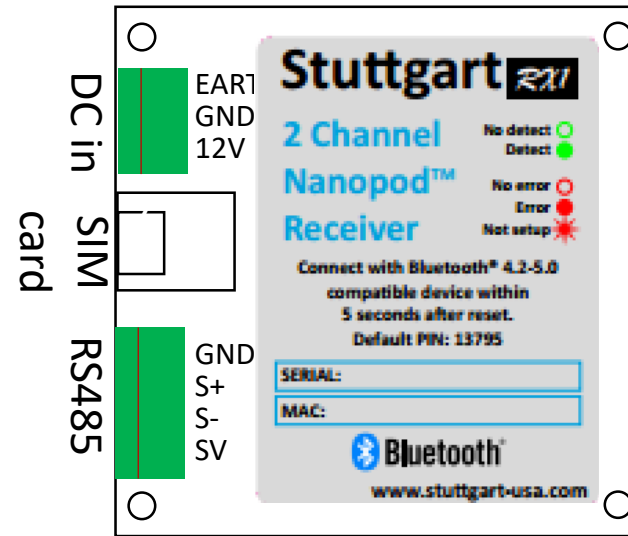 DC in
EART
GND
12V
SIM
card
RS485
GND
S+
S-
SV
Stuttgart RX1
2 Channel
Nanopod™
Receiver
No detect
Detect
No error
Error
Not setup
Connect with Bluetooth® 4.2-5.0
compatible device within
5 seconds after reset.
Default PIN: 13795
SERIAL:
MAC:
Bluetooth®
www.stuttgart-usa.com